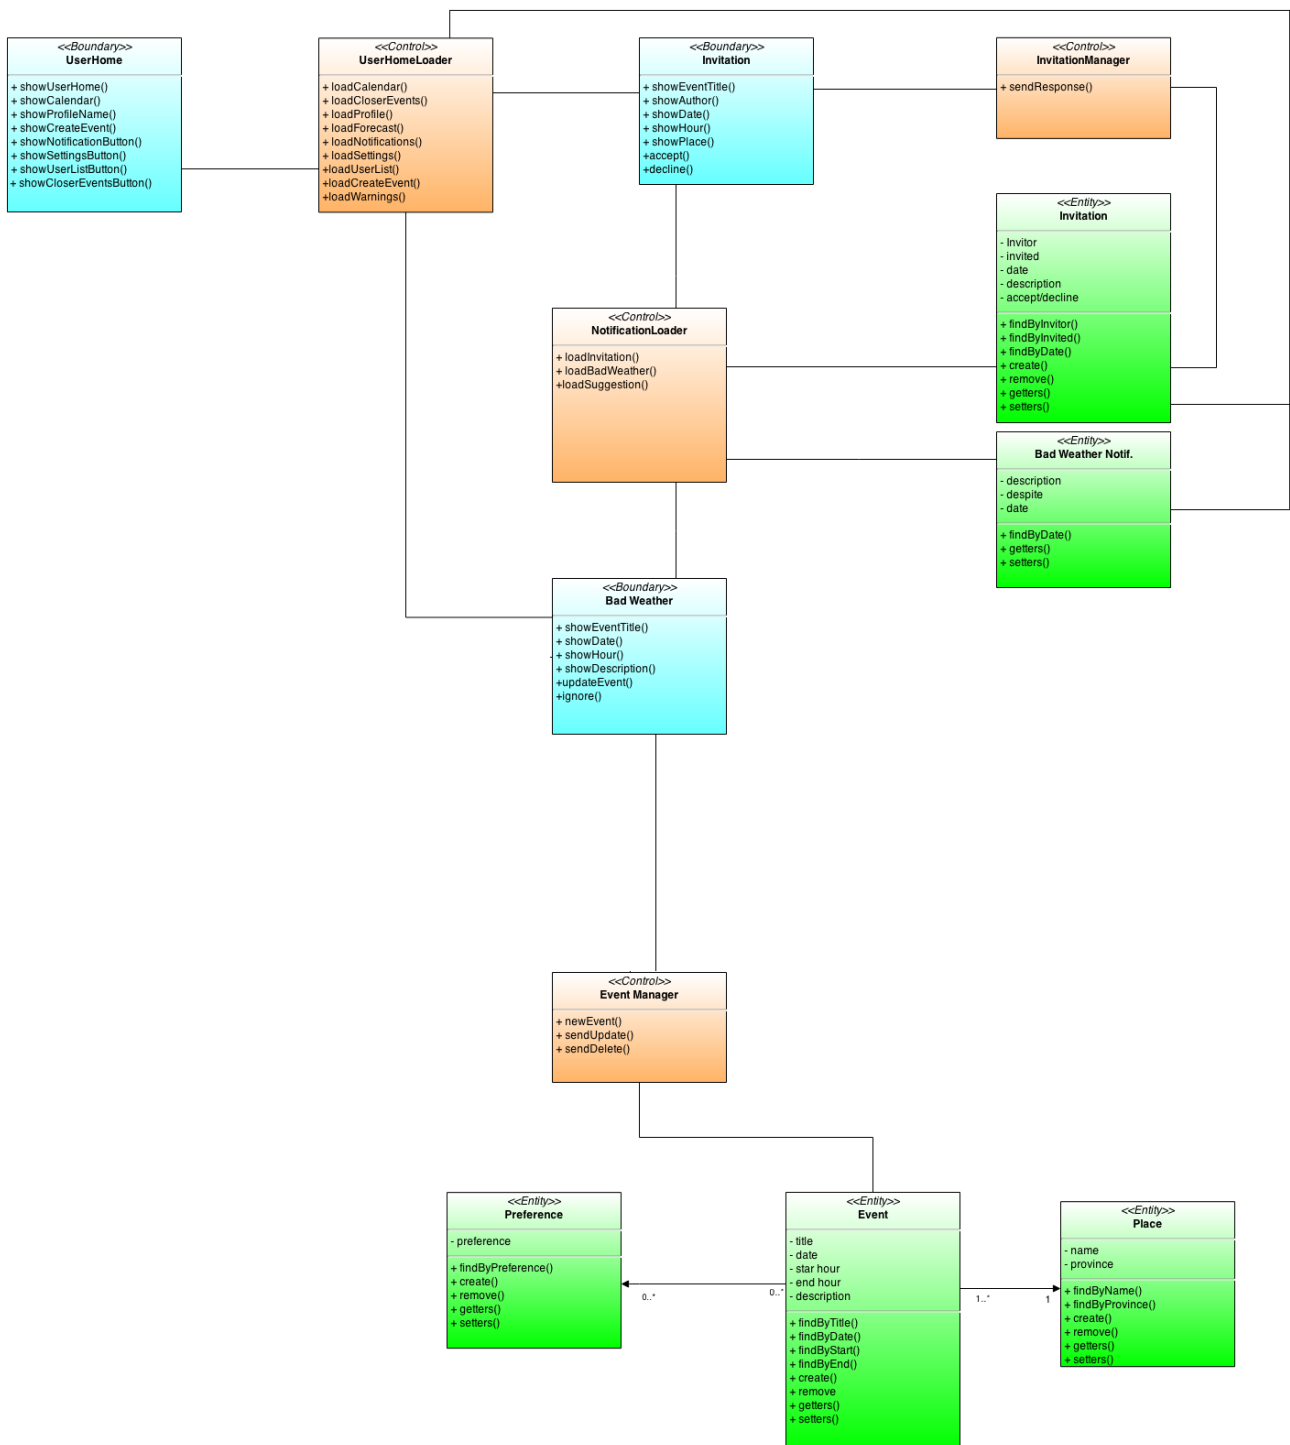 <<Boundary>>
UserHome
+ showUserHome()
+ showCalendar()
+ showProfileName()
+ showCreateEvent()
+ showNotificationButton()
+ showSettingsButton()
+ showUserListButton()
+ showCloserEventsButton()
<<Control>>
UserHomeLoader
+ loadCalendar()
+ loadCloserEvents()
+ loadProfile()
+ loadForecast()
+ loadNotifications()
+ loadSettings()
+loadUserList()
+loadCreateEvent()
+loadWarnings()
<<Boundary>>
Invitation
+ showEventTitle()
+ showAuthor()
+ showDate()
+ showHour()
+ showPlace()
+accept()
+decline()
<<Control>>
InvitationManager
+ sendResponse()
<<Entity>>
Invitation
- Invitor
- invited
- date
- description
- accept/decline
+ findByInvitor()
+ findByInvited()
+ findByDate()
+ create()
+ remove()
+ getters()
+ setters()
<<Control>>
NotificationLoader
+ loadInvitation()
+ loadBadWeather()
+loadSuggestion()
<<Entity>>
Bad Weather Notif.
- description
- despite
- date
+ findByDate()
+ getters()
+ setters()
<<Boundary>>
Bad Weather
+ showEventTitle()
+ showDate()
+ showHour()
+ showDescription()
+updateEvent()
+ignore()
<<Control>>
Event Manager
+ newEvent()
+ sendUpdate()
+ sendDelete()
<<Entity>>
Preference
- preference
+ findByPreference()
+ create()
+ remove()
+ getters()
+ setters()
0..*
0..*
<<Entity>>
Event
- title
- date
- star hour
- end hour
- description
+ findByTitle()
+ findByDate()
+ findByStart()
+ findByEnd()
+ create()
+ remove
+ getters()
+ setters()
1..*
1
<<Entity>>
Place
- name
- province
+ findByName()
+ findByProvince()
+ create()
+ remove()
+ getters()
+ setters()